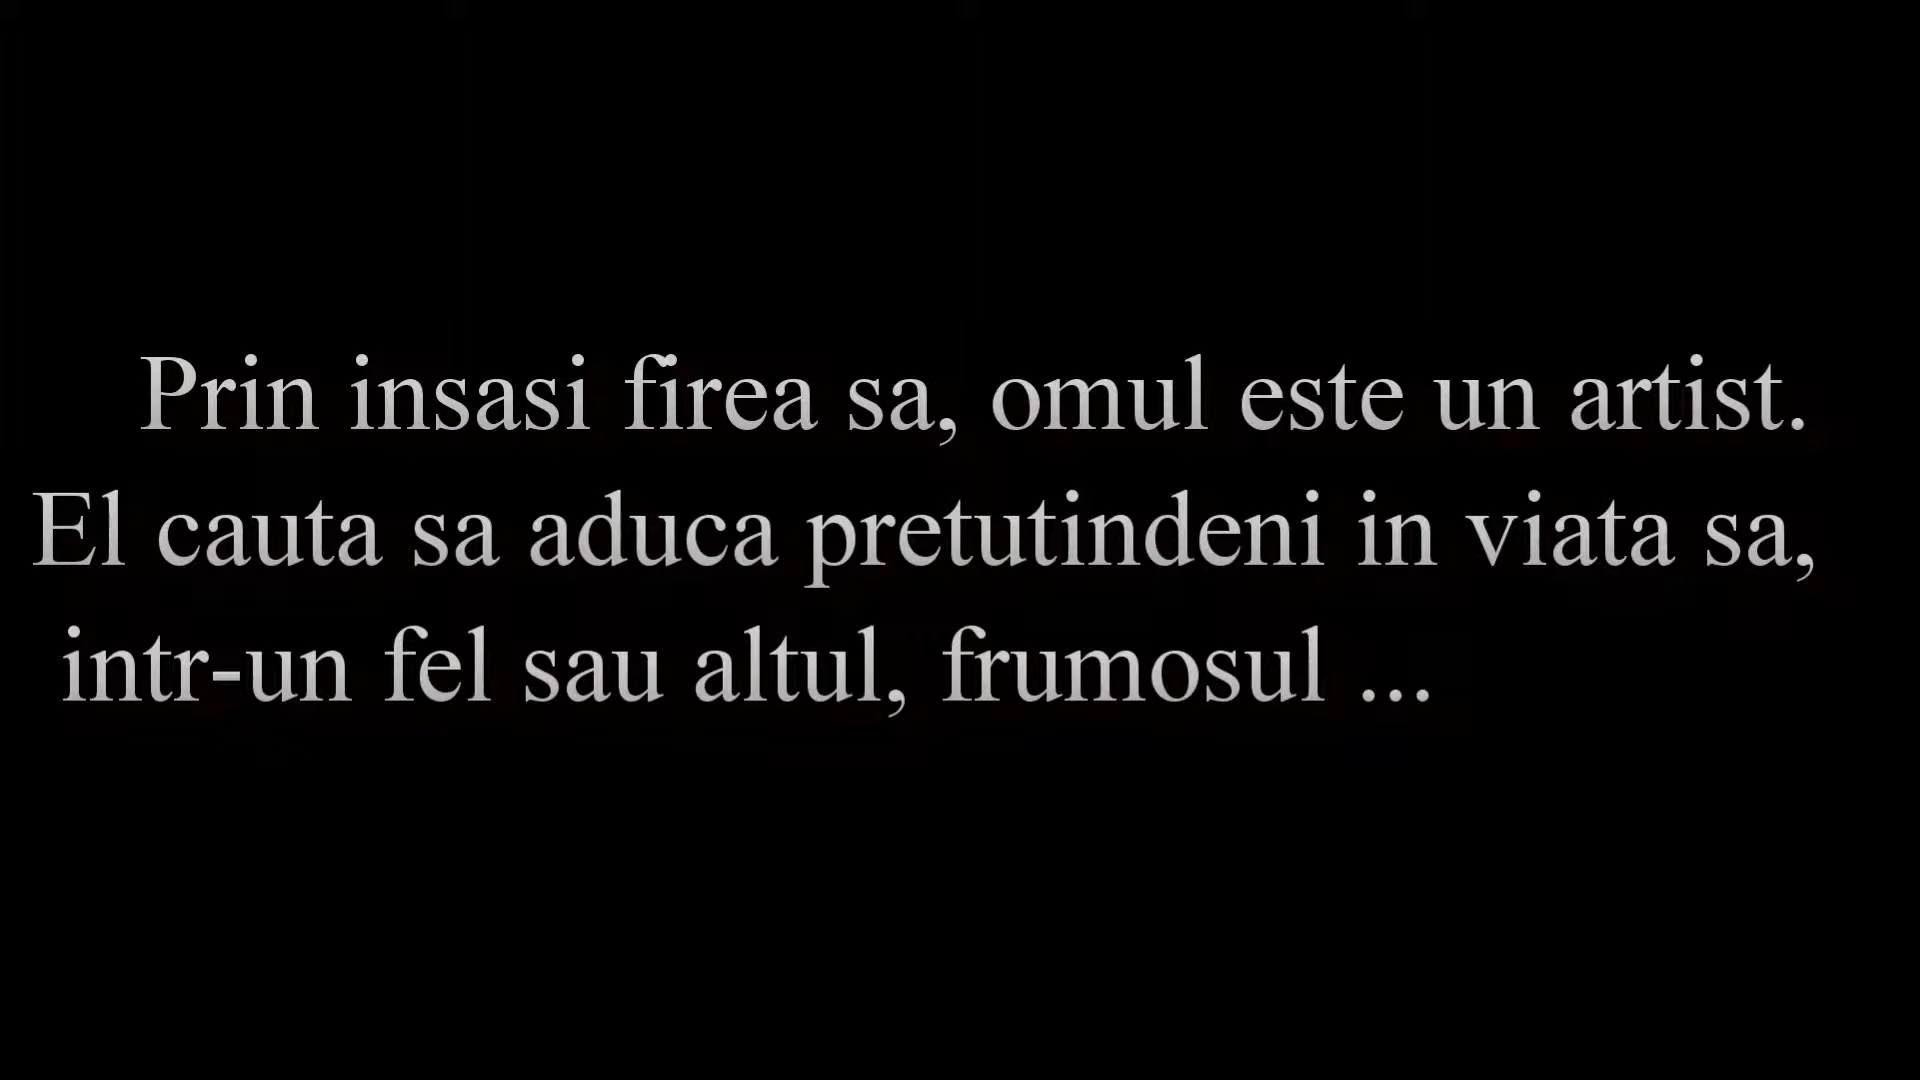 Prin insasi firea sa, omul este un artist.
El cauta sa aduca pretutindeni in viata sa,
intr-un fel sau altul, frumosul ...